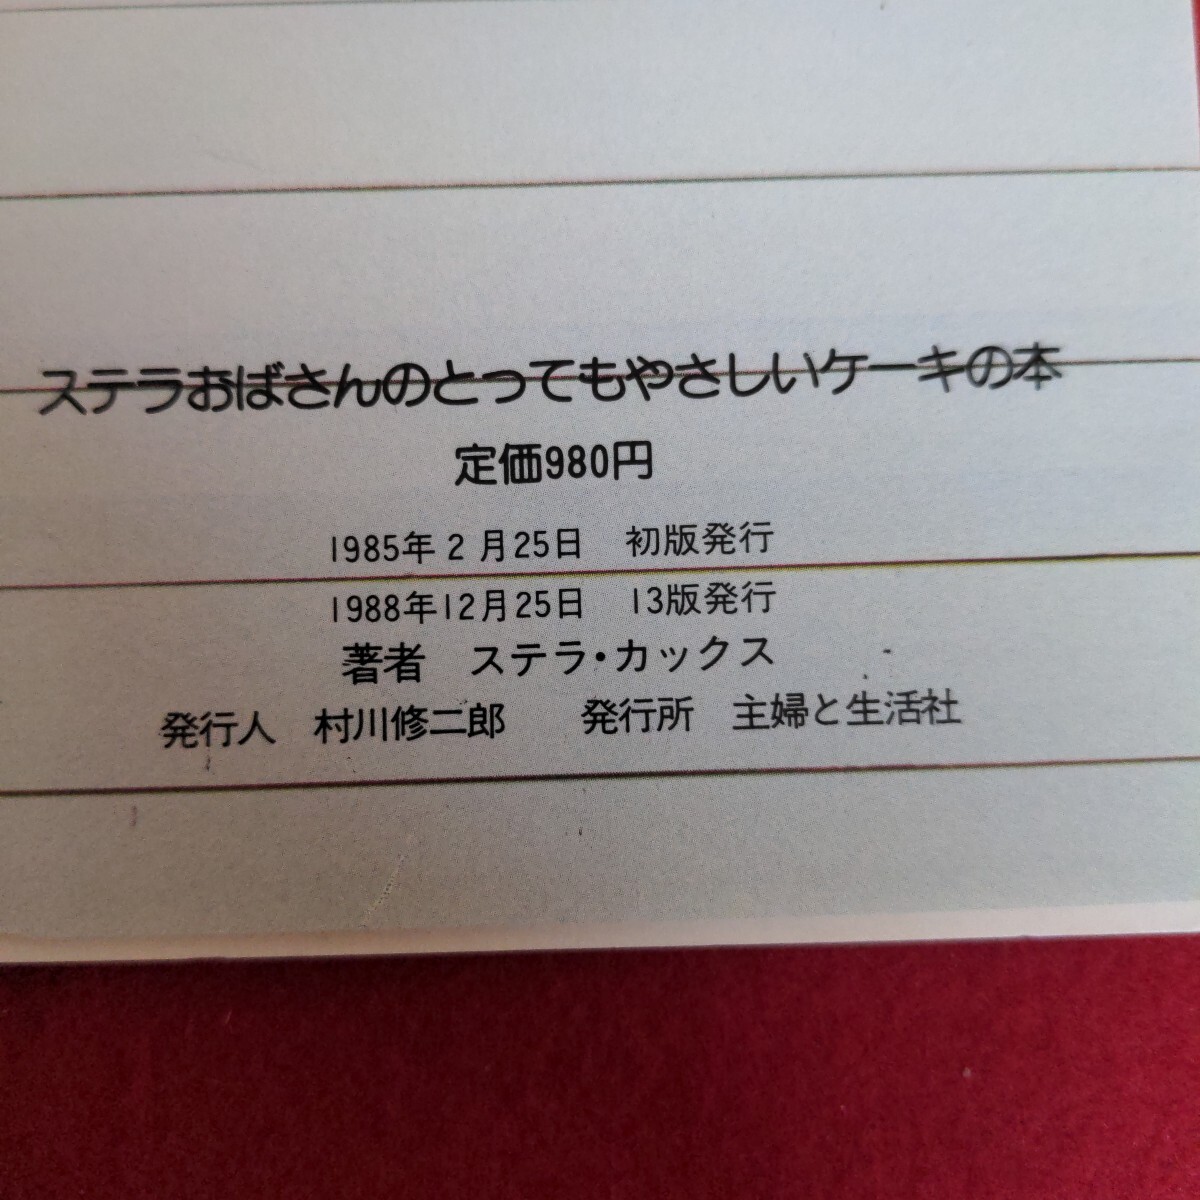 ステラおばさんのとってもやさしいケーキの本
定価980円
1985年2月25日　初版発行
1988年12月25日　13版発行
著者　ステラ・カックス
発行人　村川修二郎　　発行所　主婦と生活社